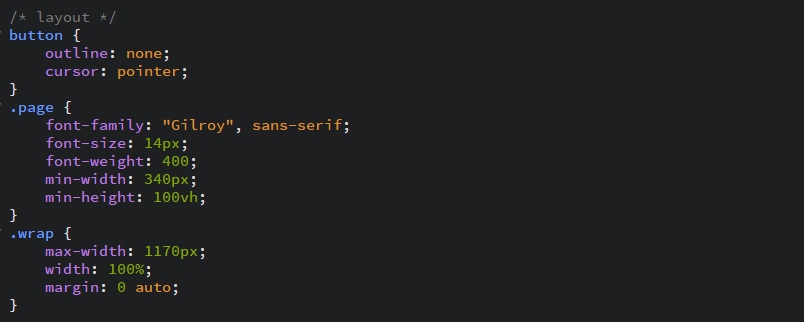 /* layout */
button {
    outline: none;
    cursor: pointer;
}
.page {
    font-family: "Gilroy", sans-serif;
    font-size: 14px;
    font-weight: 400;
    min-width: 340px;
    min-height: 100vh;
}
.wrap {
    max-width: 1170px;
    width: 100%;
    margin: 0 auto;
}